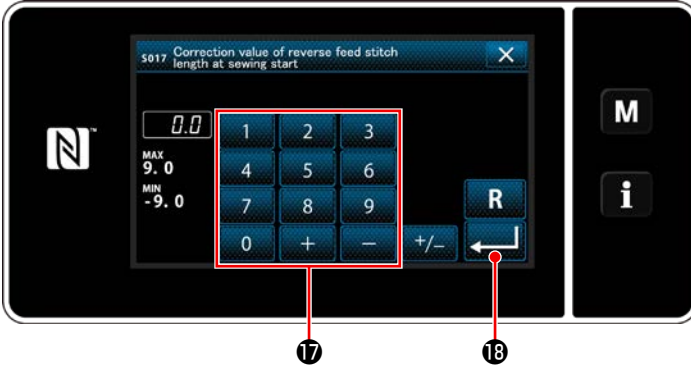 S017 Correction value of reverse feed stitch
length at sewing start
0.0
MAX
9.0
MIN
-9.0
1 2 3
4 5 6
7 8 9
0 + − +/−
R
M
i
N
⓱ ⓲